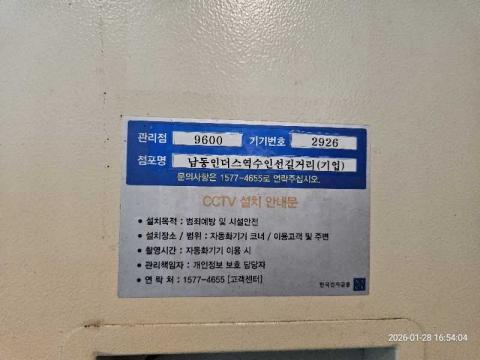 관리점 9600 기기번호 2926
점포명 남동인더스역수인선길거리(기업)
문의사항은 1577-4655로 연락주십시오.
CCTV 설치 안내문
• 설치목적 : 범죄예방 및 시설안전
• 설치장소 / 범위 : 자동화기기 코너 / 이용고객 및 주변
• 촬영시간 : 자동화기기 이용 시
• 관리책임자 : 개인정보 보호 담당자
• 연 락 처 : 1577-4655 [고객센터]
한국전자금융
2026-01-28 16:54:04